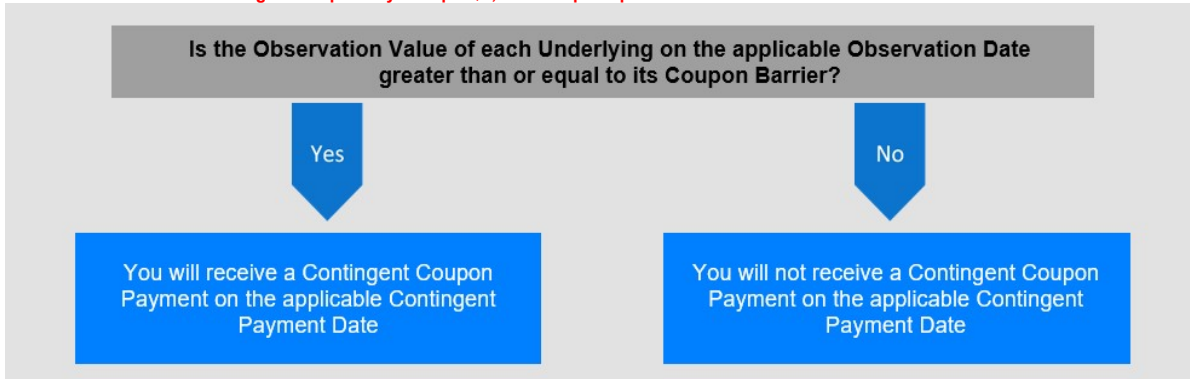 Is the Observation Value of each Underlying on the applicable Observation Date
greater than or equal to its Coupon Barrier?
Yes
No
You will receive a Contingent Coupon
Payment on the applicable Contingent
Payment Date
You will not receive a Contingent Coupon
Payment on the applicable Contingent
Payment Date